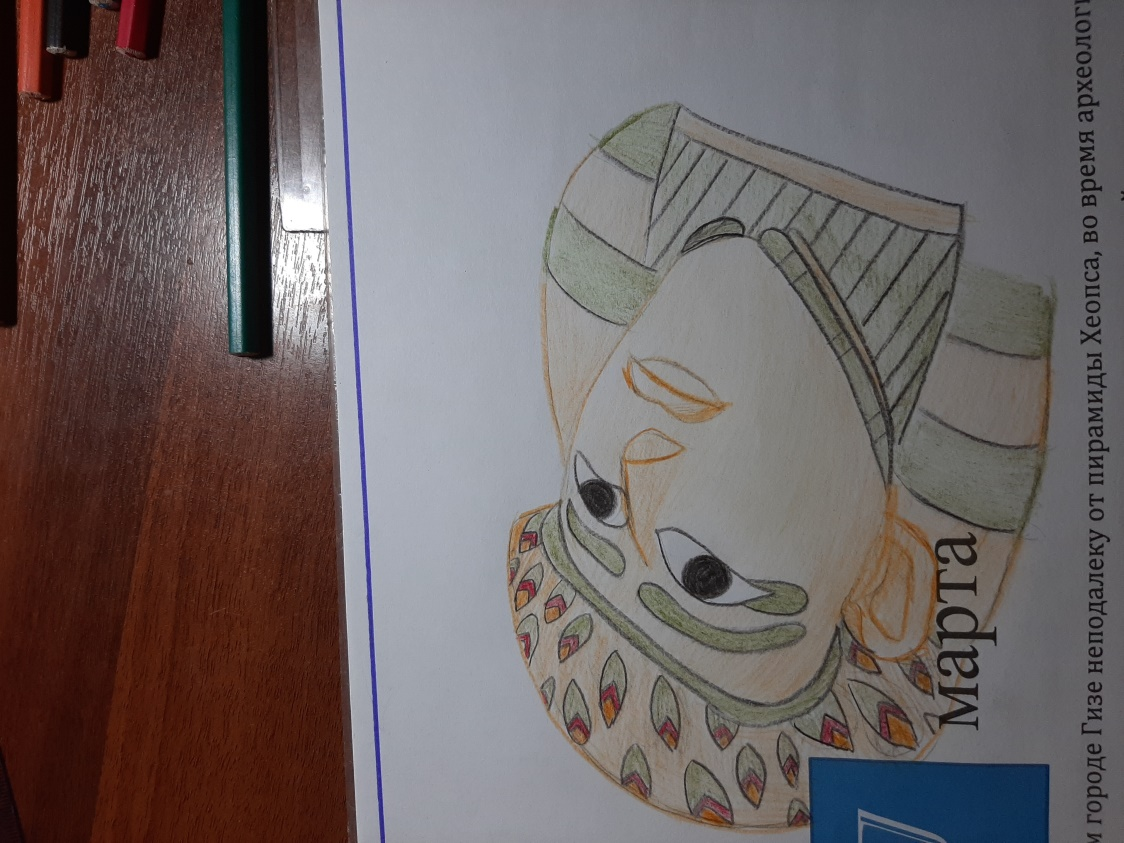 Марта
м городе Гизе неподалеку от пирамиды Хеопса, во время археологи